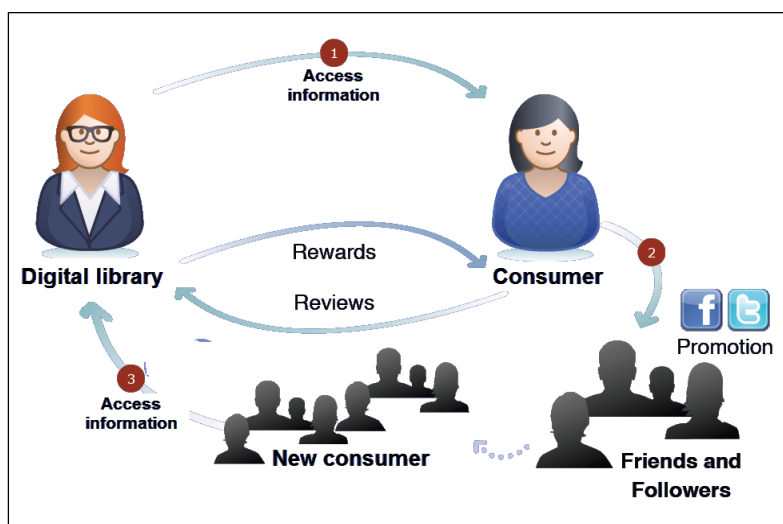 1
Access
information
Digital library
Rewards
Consumer
2
Reviews
f t
Promotion
3
Access
information
New consumer
Friends and
Followers